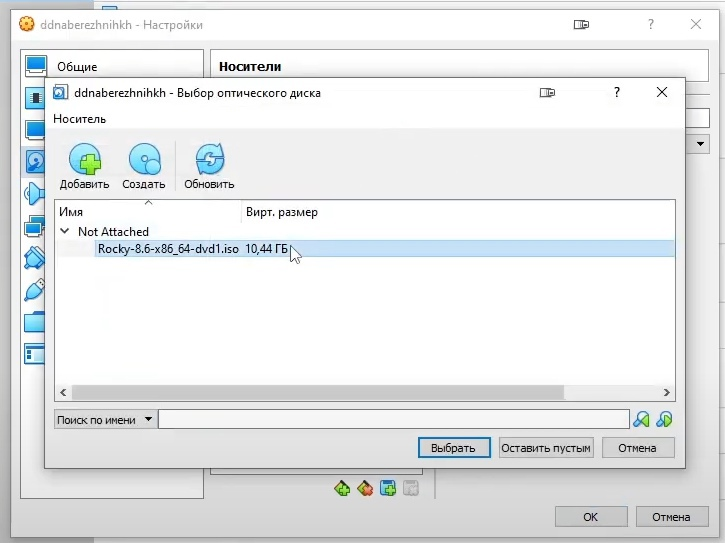 ddnaberezhnihkh - Настройки
?
Общие
Носители
ddnaberezhnihkh - Выбор оптического диска
?
Носитель
Добавить
Создать
Обновить
Имя
Вирт. размер
Not Attached
Rocky-8.6-x86_64-dvd1.iso 10,44 ГБ
Поиск по имени
Выбрать
Оставить пустым
Отмена
OK
Отмена